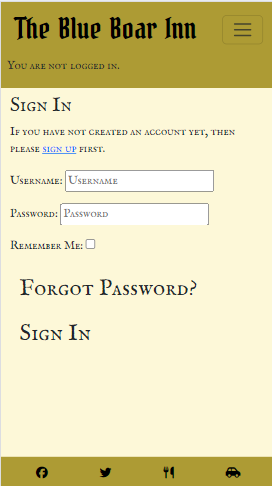 The Blue Boar Inn
You are not logged in.
Sign In
If you have not created an account yet, then
please sign up first.
Username: Username
Password: Password
Remember Me:
Forgot Password?
Sign In